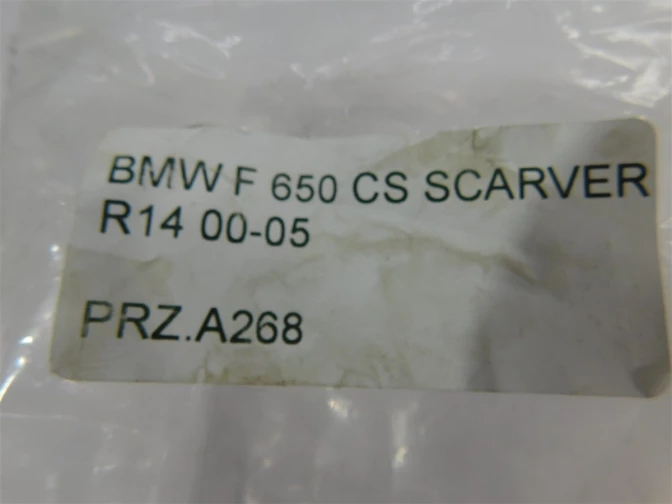 BMW F 650 CS SCARVER
R14 00-05
PRZ.A268